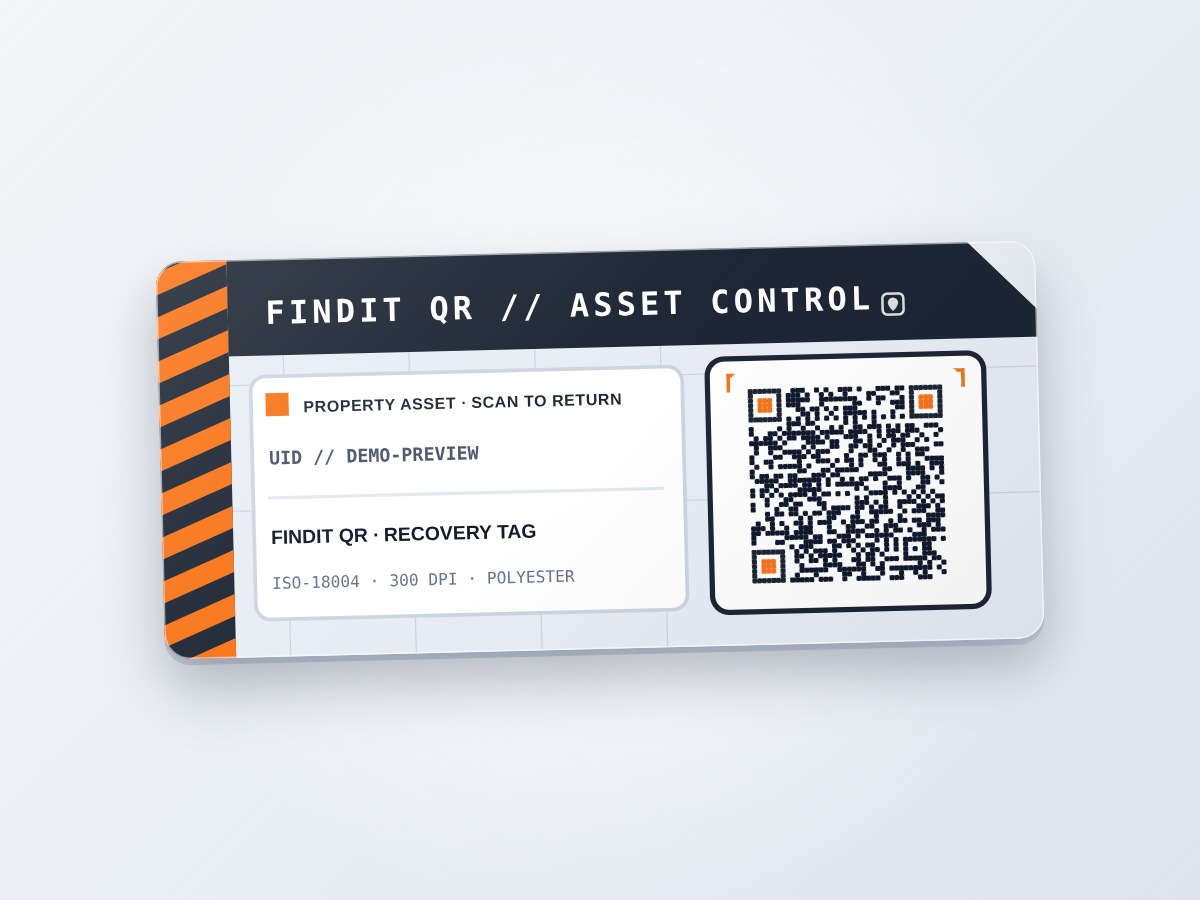 FINDIT QR // ASSET CONTROL
PROPERTY ASSET · SCAN TO RETURN
UID // DEMO-PREVIEW
FINDIT QR · RECOVERY TAG
ISO-18004 · 300 DPI · POLYESTER